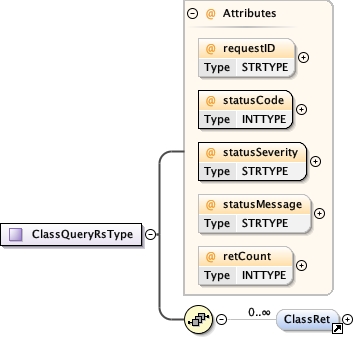 @ Attributes
@ requestID
Type STRTYPE
@ statusCode
Type INTTYPE
@ statusSeverity
Type STRTYPE
ClassQueryRsType
@ statusMessage
Type STRTYPE
@ retCount
Type INTTYPE
0..∞
ClassRet